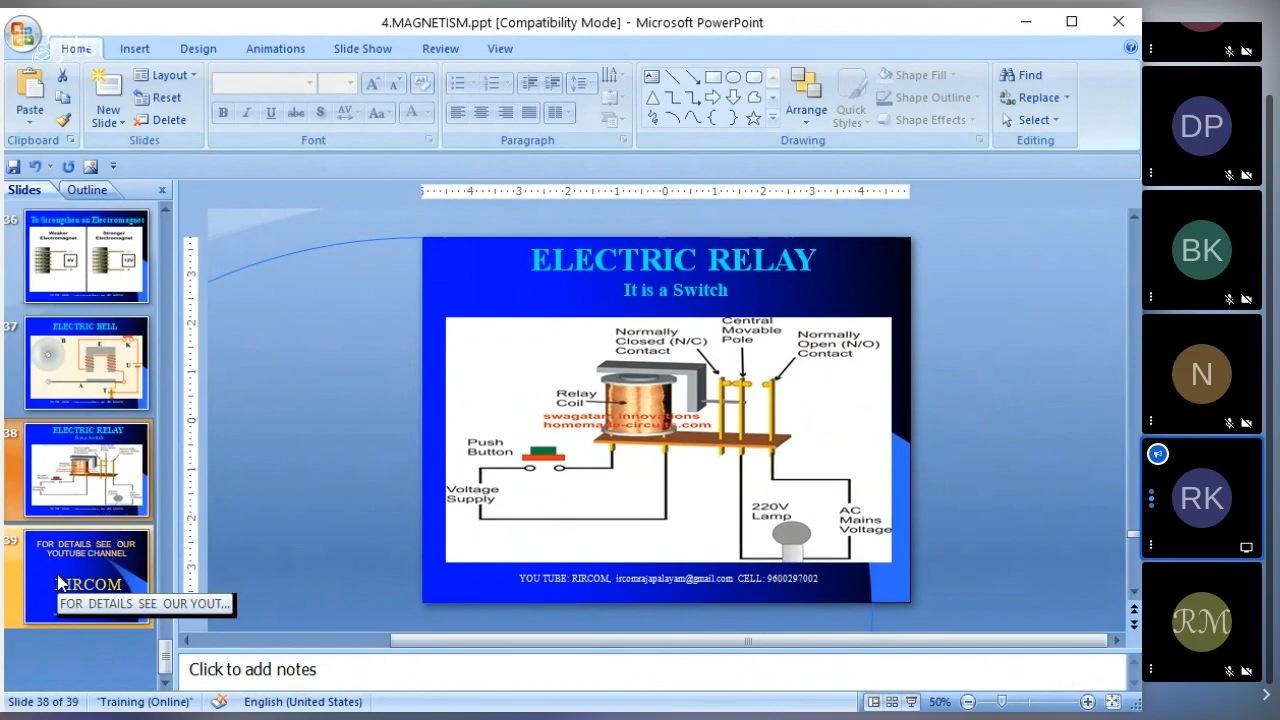 4.MAGNETISM.ppt [Compatibility Mode] - Microsoft PowerPoint
Home Insert Design Animations Slide Show Review View
Paste
New Slide
Layout
Reset
Delete
Shape Fill
Shape Outline
Shape Effects
Arrange
Quick Styles
Find
Replace
Select
Clipboard Slides Font Paragraph Drawing Editing
Slides Outline
36
To Strengthen an Electromagnet
Weaker Electromagnet
Stronger Electromagnet
37
ELECTRIC BELL
38
ELECTRIC RELAY
It is a Switch
39
FOR DETAILS SEE OUR
YOUTUBE CHANNEL
RIRCOM
FOR DETAILS SEE OUR YOUT...
ELECTRIC RELAY
It is a Switch
Normally
Closed (N/C)
Contact
Central
Movable
Pole
Normally
Open (N/O)
Contact
Relay
Coil
swagatam innovations
homemade-circuits.com
Push
Button
Voltage
Supply
220V
Lamp
AC
Mains
Voltage
YOU TUBE: RIRCOM, ircomrajapalayam@gmail.com CELL: 9600297002
Click to add notes
Slide 38 of 39 "Training (Online)" English (United States) 50%
DP
BK
N
RK
RM